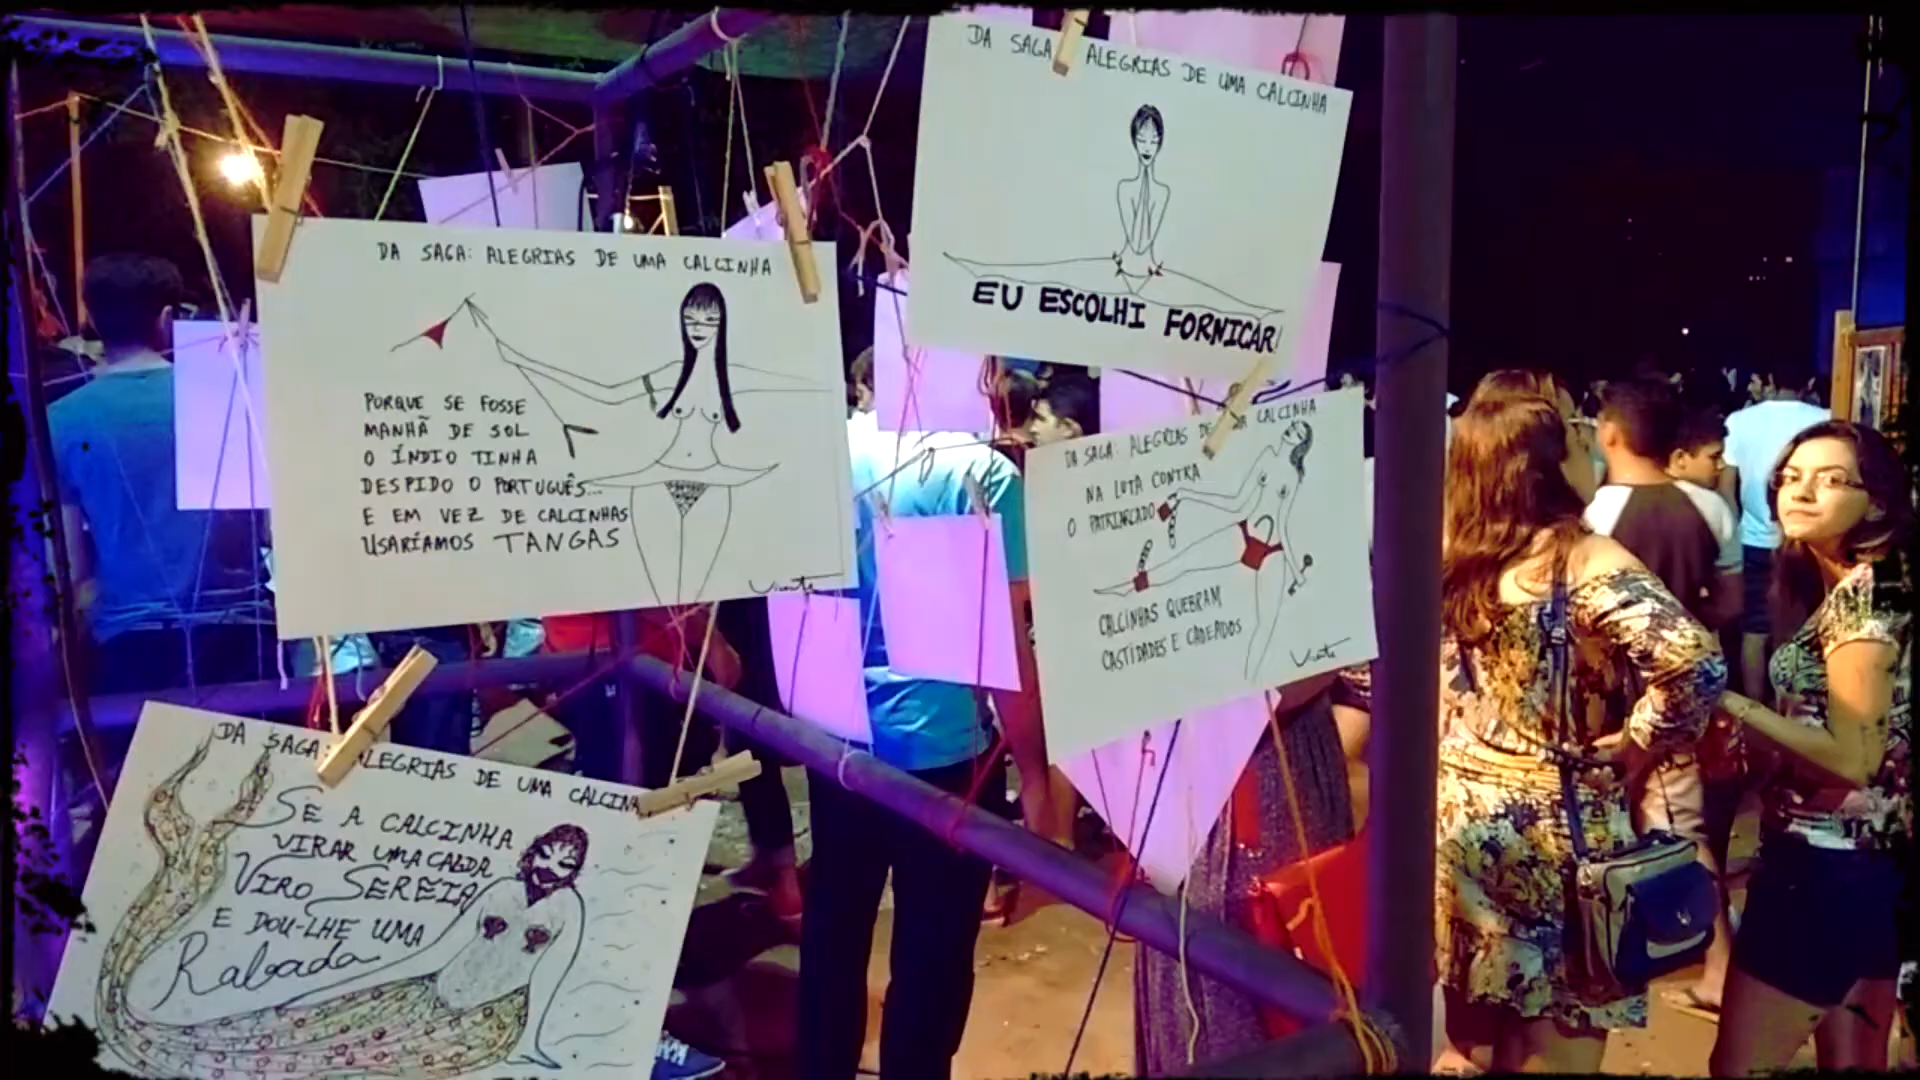 DA SAGA: ALEGRIAS DE UMA CALCINHA
PORQUE SE FOSSE
MANHÃ DE SOL
O ÍNDIO TINHA
DESPIDO O PORTUGUÊS...
E EM VEZ DE CALCINHAS
USARÍAMOS TANGAS
Vicente
DA SAGA ALEGRIAS DE UMA CALCINHA
EU ESCOLHI FORNICAR!
DA SAGA: ALEGRIAS DE CALCINHA
NA LUTA CONTRA
O PATRIARCADO
CALCINHAS QUEBRAM
CASTIDADES E CADEADOS
Vicente
DA SAGA: ALEGRIAS DE UMA CALCINA
SE A CALCINHA
VIRAR UMA CALDA
VIRO SEREIA
E DOU-LHE UMA
Rabada